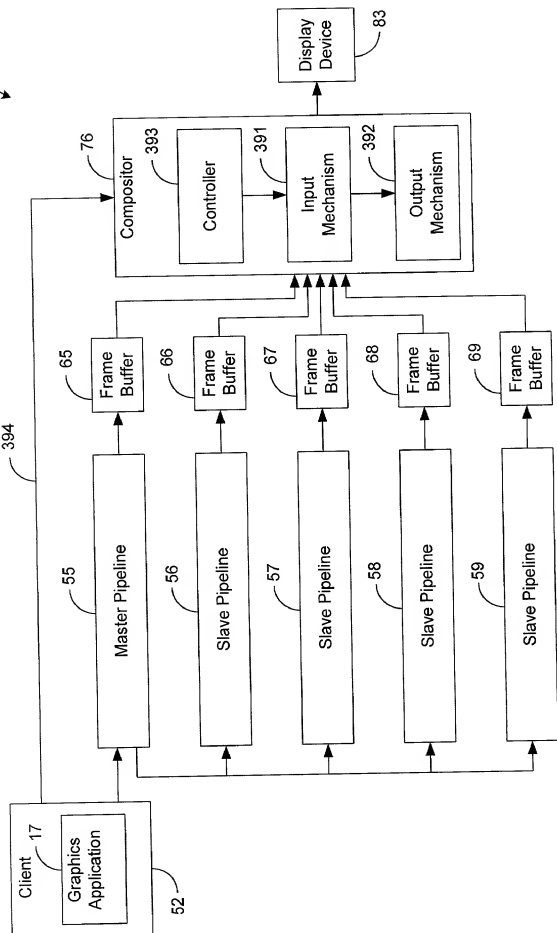 394
Client
17
Graphics
Application
52
55
Master Pipeline
56
Slave Pipeline
57
Slave Pipeline
58
Slave Pipeline
59
Slave Pipeline
65
Frame
Buffer
66
Frame
Buffer
67
Frame
Buffer
68
Frame
Buffer
69
Frame
Buffer
76
Compositor
393
Controller
391
Input
Mechanism
392
Output
Mechanism
Display
Device
83